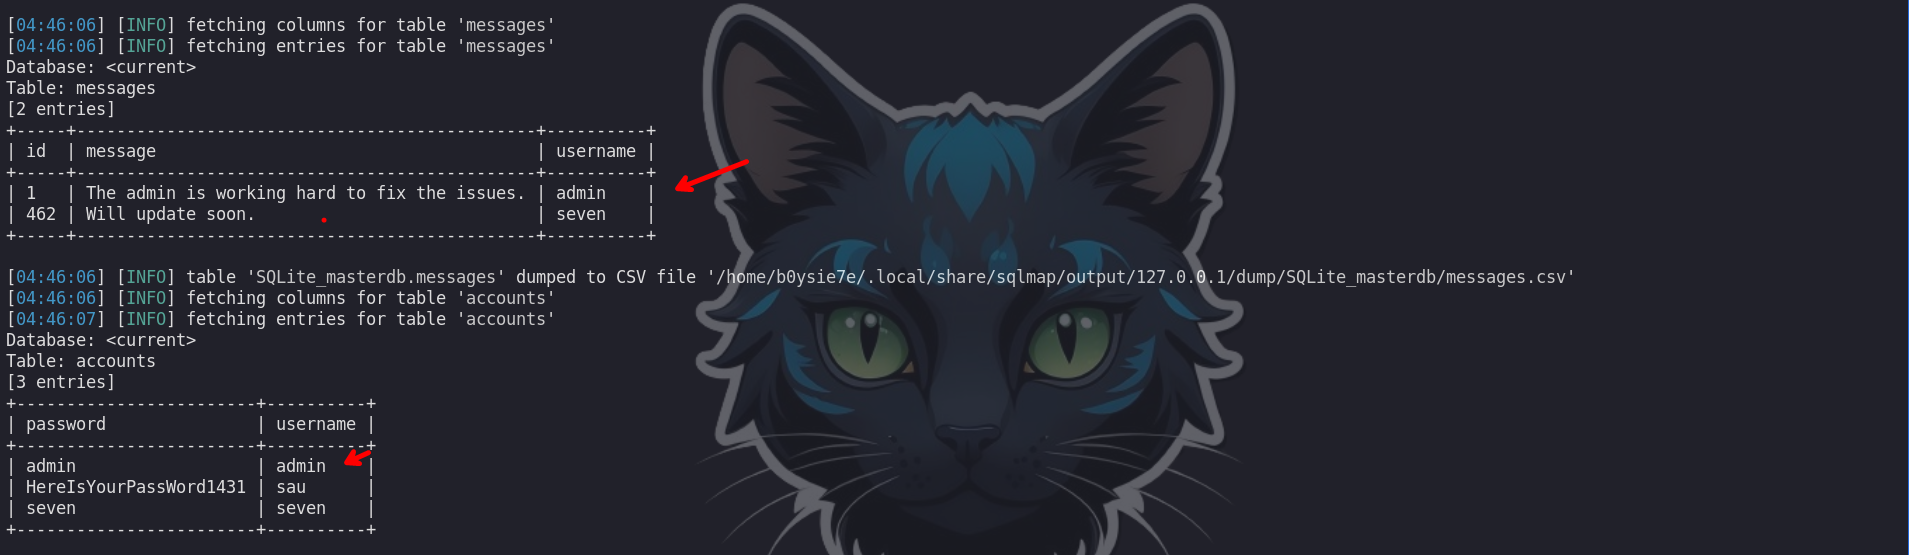 [04:46:06] [INFO] fetching columns for table 'messages'
[04:46:06] [INFO] fetching entries for table 'messages'
Database: <current>
Table: messages
[2 entries]
+-----+----------------------------------------------+----------+
| id  | message                                      | username |
+-----+----------------------------------------------+----------+
| 1   | The admin is working hard to fix the issues. | admin    |
| 462 | Will update soon.                            | seven    |
+-----+----------------------------------------------+----------+
[04:46:06] [INFO] table 'SQLite_masterdb.messages' dumped to CSV file '/home/b0ysie7e/.local/share/sqlmap/output/127.0.0.1/dump/SQLite_masterdb/messages.csv'
[04:46:06] [INFO] fetching columns for table 'accounts'
[04:46:07] [INFO] fetching entries for table 'accounts'
Database: <current>
Table: accounts
[3 entries]
+------------------------+----------+
| password               | username |
+------------------------+----------+
| admin                  | admin    |
| HereIsYourPassWord1431 | sau      |
| seven                  | seven    |
+------------------------+----------+